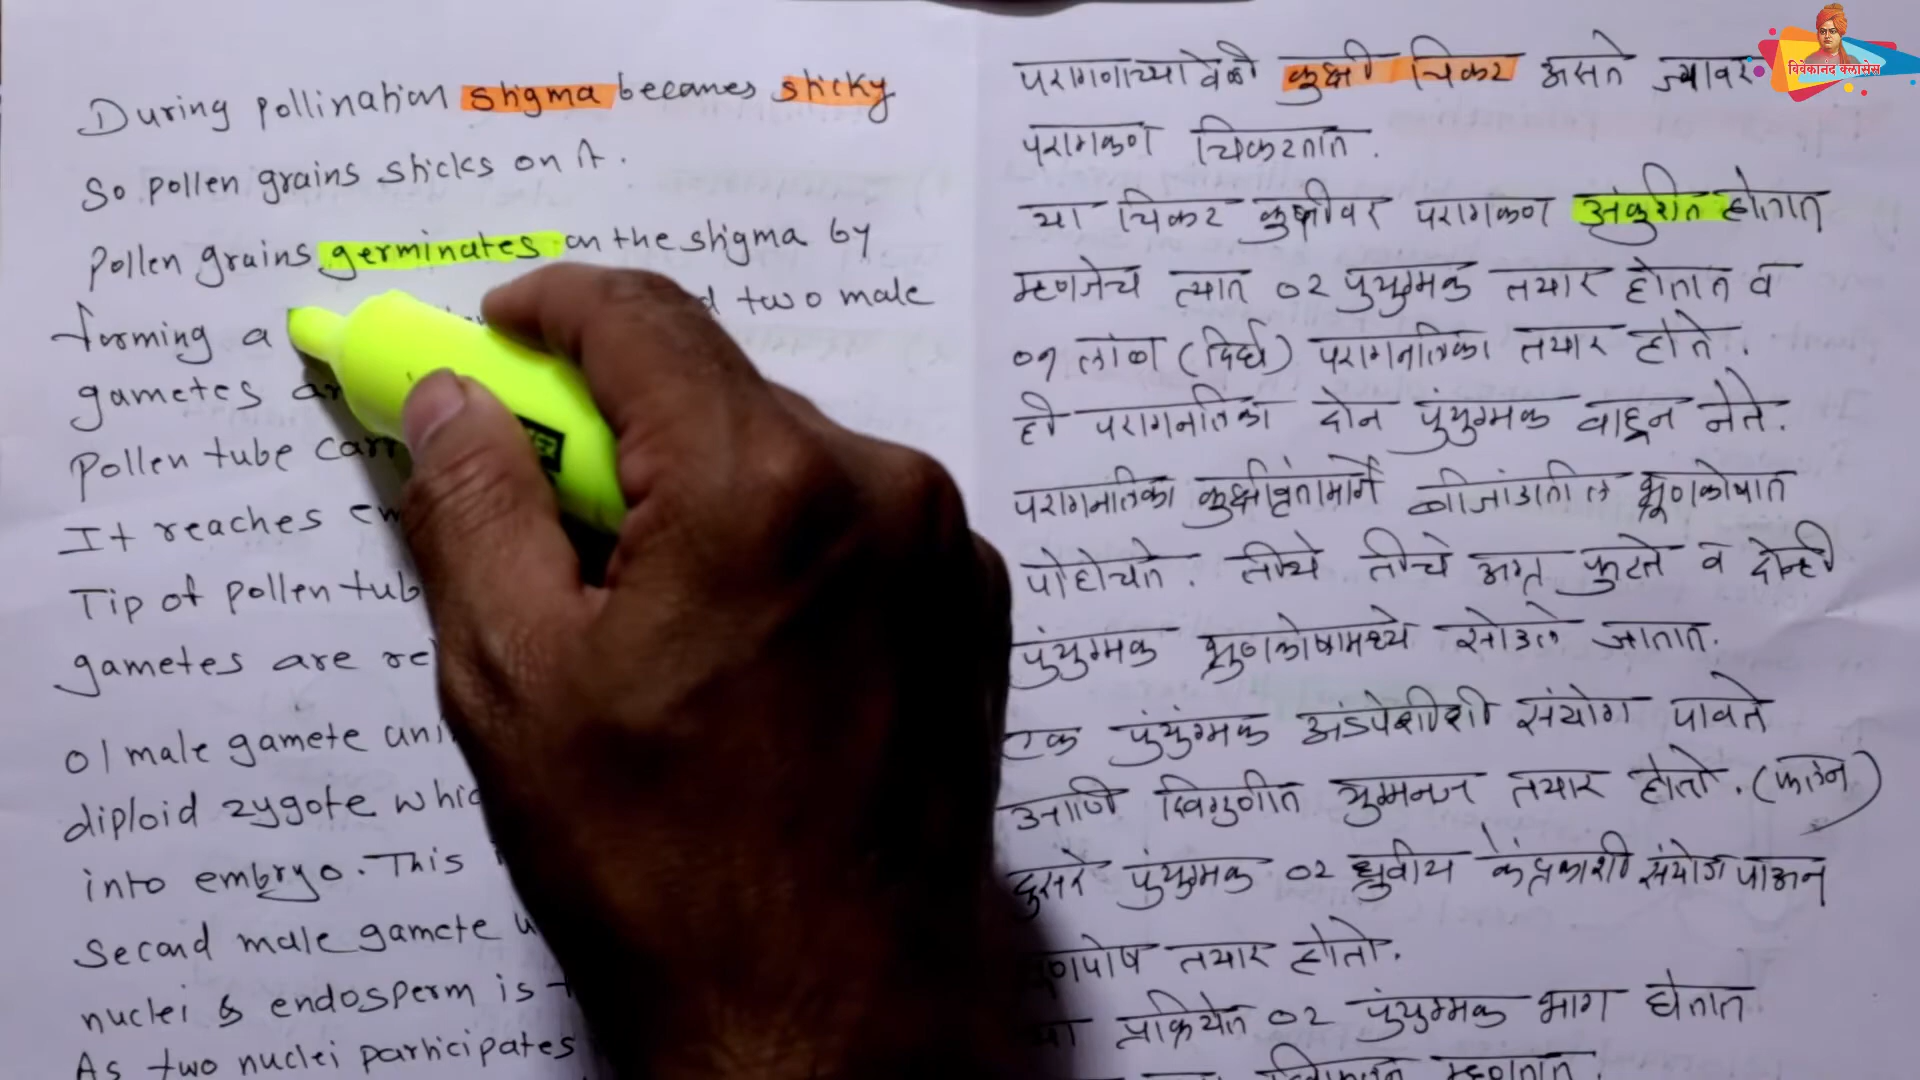 During pollination stigma becomes sticky
So pollen grains sticks on it.
Pollen grains germinates on the stigma by
forming a two male
gametes
Pollen tube
It reaches
Tip of pollen
gametes are
01 male gamete
diploid zygote
into embryo. This
Second male gamete
nuclei & endosperm is
As two nuclei participates
परागणाच्यावेळी कुक्षी चिकट असते ज्यावर
परागकण चिकटतात.
या चिकट कुक्षीवर परागकण अंकुरीत होतात
म्हणजेच त्यात 02 पुंयुग्मक तयार होतात व
01 लांब (दिर्घ) परागनलिका तयार होते.
ही परागनलिका दोन पुंयुग्मक वाहून नेते.
परागनलिका कुक्षीवृंतामार्गे बीजांडातील भ्रूणकोषात
पोहोचते. तीथे तीचे अग्र फुटते व दोन्ही
पुंयुग्मक भ्रुणकोषामध्ये सोडले जातात.
एक पुंयुंग्मक अंडपेशीशी संयोग पावते
आणि द्विगुणीत युग्मनज तयार होतो. (फलन)
दुसरे पुंयुग्मक 02 ध्रुवीय केंद्रकाशी संयोग पाऊन
तयार होतो.
प्रक्रियेत 02 पुंयुग्मक भाग घेतात
म्हणतात.
विवेकानंद क्लासेस